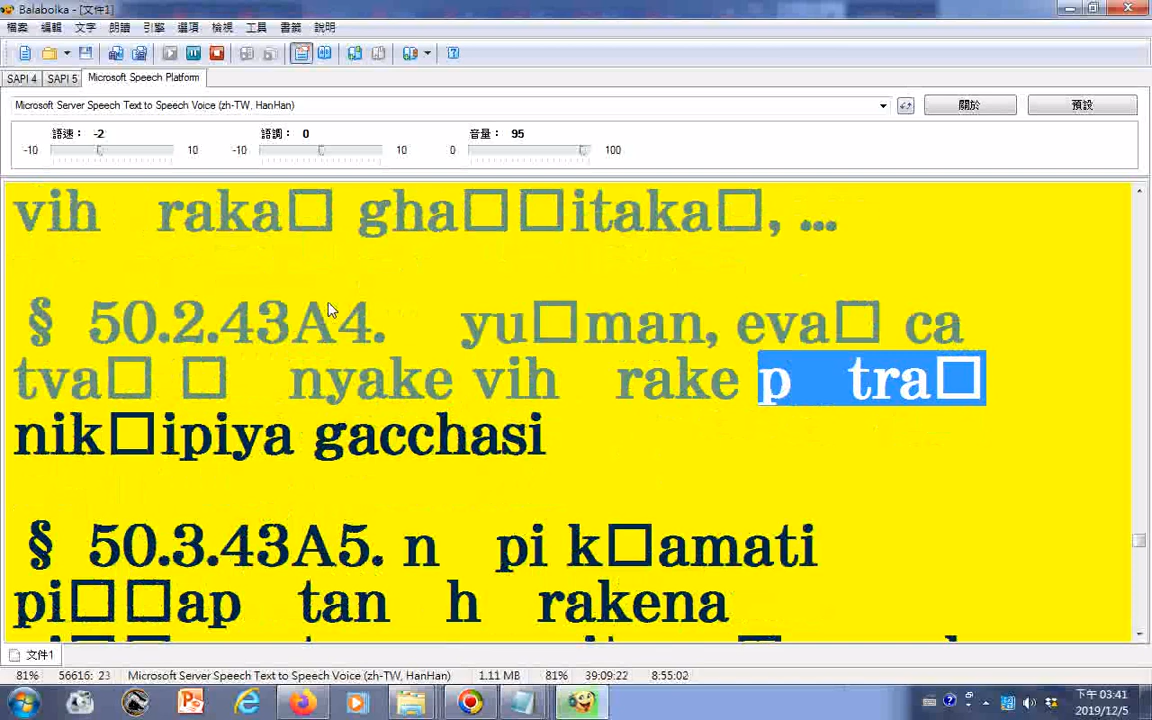 Balabolka - [文件1]
檔案 編輯 文字 朗讀 引擎 選項 檢視 工具 書籤 說明
SAPI 4 SAPI 5 Microsoft Speech Platform
Microsoft Server Speech Text to Speech Voice (zh-TW, HanHan) 關於 預設
語速： -2 語調： 0 音量： 95
-10 10 -10 10 0 100
vih raka□ gha□□itaka□, ...
§ 50.2.43A4. yu□man, eva□ ca
tva□ □ nyake vih rake p tra□
nik□ipiya gacchasi
§ 50.3.43A5. n pi k□amati
pi□□ap tan h rakena
文件1
81% 56616: 23 Microsoft Server Speech Text to Speech Voice (zh-TW, HanHan) 1.11 MB 81% 39:09:22 8:55:02
下午 03:41
2019/12/5